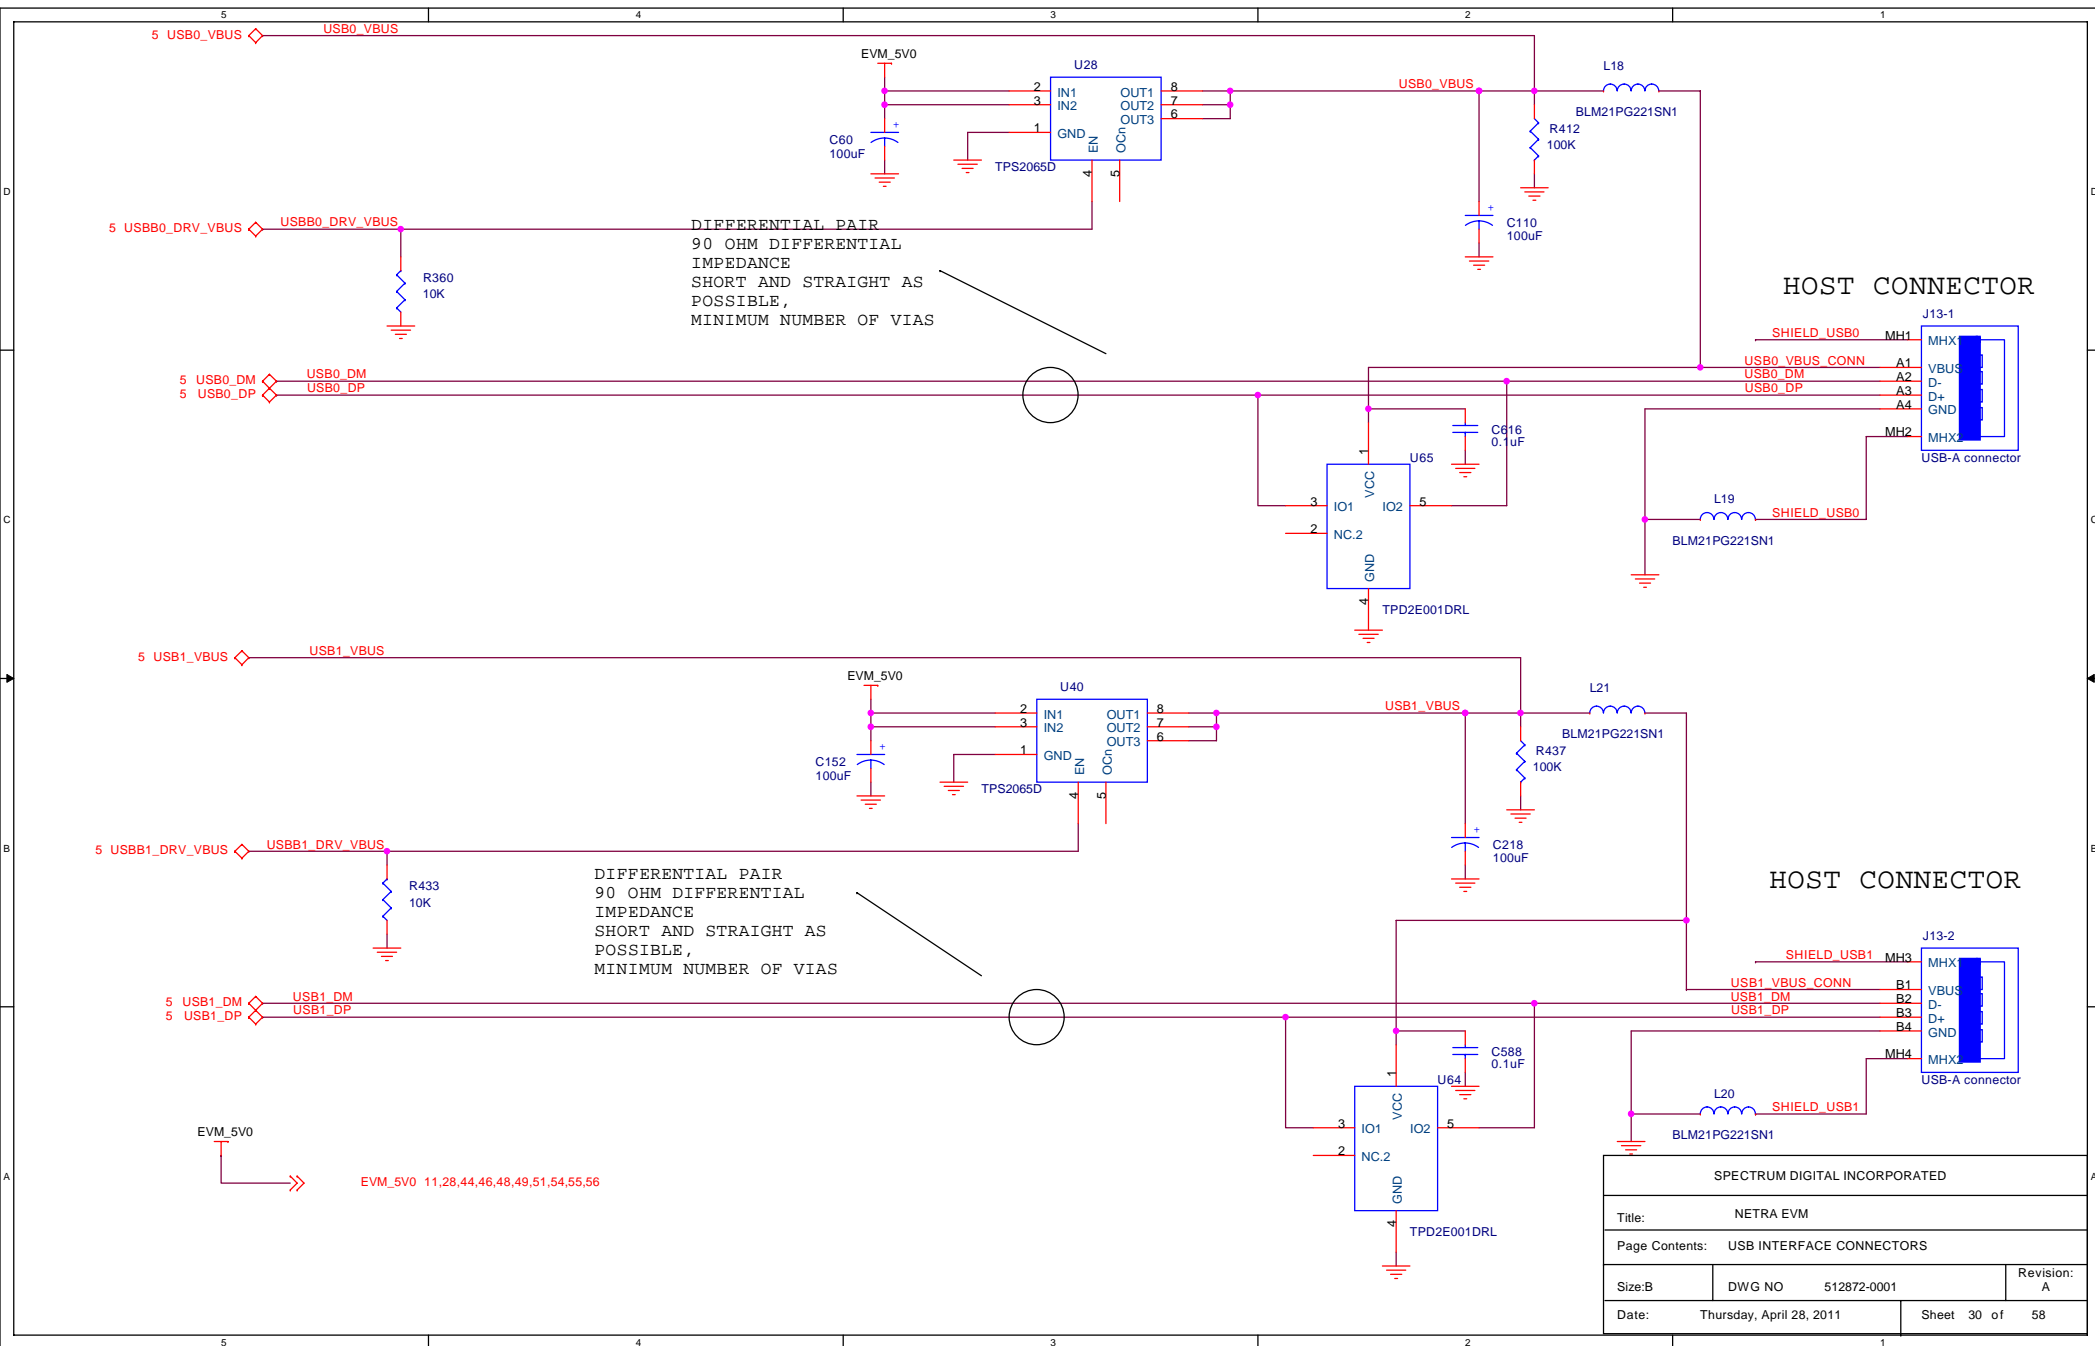 5 4 3 2 1
5 USB0_VBUS USB0_VBUS
EVM_5V0
U28
2 IN1 OUT1 8
3 IN2 OUT2 7
OUT3 6
1 GND
EN OCn
4 5
TPS2065D
C60
100uF
+
USB0_VBUS
L18
BLM21PG221SN1
R412
100K
+
C110
100uF
D D
5 USBB0_DRV_VBUS USBB0_DRV_VBUS
R360
10K
DIFFERENTIAL PAIR
90 OHM DIFFERENTIAL
IMPEDANCE
SHORT AND STRAIGHT AS
POSSIBLE,
MINIMUM NUMBER OF VIAS
HOST CONNECTOR
J13-1
SHIELD_USB0 MH1 MHX1
USB0_VBUS_CONN A1 VBUS
USB0_DM A2 D-
USB0_DP A3 D+
A4 GND
MH2 MHX2
USB-A connector
5 USB0_DM USB0_DM
5 USB0_DP USB0_DP
C616
0.1uF
U65
1 VCC
3 IO1 IO2 5
2 NC.2
GND
4
TPD2E001DRL
L19
SHIELD_USB0
BLM21PG221SN1
C C
5 USB1_VBUS USB1_VBUS
EVM_5V0
U40
2 IN1 OUT1 8
3 IN2 OUT2 7
OUT3 6
1 GND
EN OCn
4 5
TPS2065D
C152
100uF
+
USB1_VBUS
L21
BLM21PG221SN1
R437
100K
+
C218
100uF
B B
5 USBB1_DRV_VBUS USBB1_DRV_VBUS
R433
10K
DIFFERENTIAL PAIR
90 OHM DIFFERENTIAL
IMPEDANCE
SHORT AND STRAIGHT AS
POSSIBLE,
MINIMUM NUMBER OF VIAS
HOST CONNECTOR
J13-2
SHIELD_USB1 MH3 MHX1
USB1_VBUS_CONN B1 VBUS
USB1_DM B2 D-
USB1_DP B3 D+
B4 GND
MH4 MHX2
USB-A connector
5 USB1_DM USB1_DM
5 USB1_DP USB1_DP
C588
0.1uF
U64
1 VCC
3 IO1 IO2 5
2 NC.2
GND
4
TPD2E001DRL
L20
SHIELD_USB1
BLM21PG221SN1
A A
EVM_5V0
EVM_5V0 11,28,44,46,48,49,51,54,55,56
SPECTRUM DIGITAL INCORPORATED
Title: NETRA EVM
Page Contents: USB INTERFACE CONNECTORS
Size:B DWG NO 512872-0001 Revision: A
Date: Thursday, April 28, 2011 Sheet 30 of 58
5 4 3 2 1